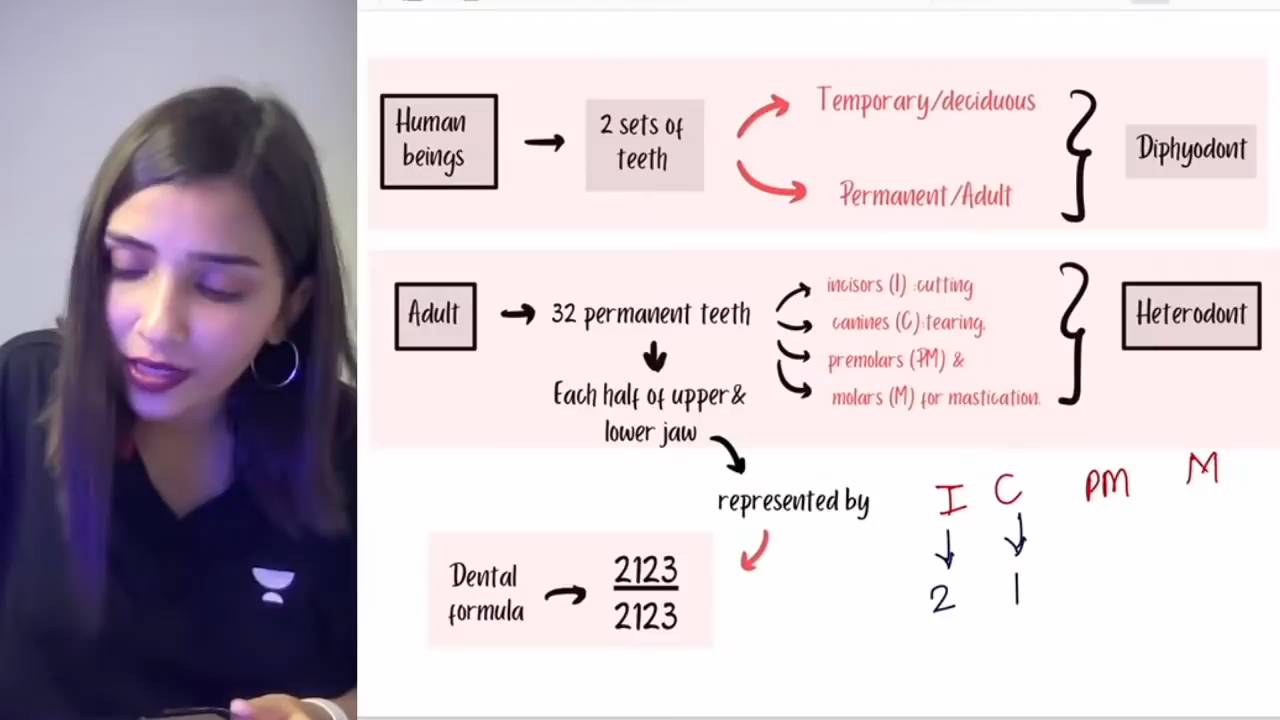 Human
beings
2 sets of
teeth
Temporary/deciduous
Permanent/Adult
Diphyodont
Adult
32 permanent teeth
incisors (I) :cutting
canines (C):tearing.
premolars (PM) &
molars (M) for mastication.
Heterodont
Each half of upper&
lower jaw
represented by
I C PM M
2 1
Dental
formula
2123
2123